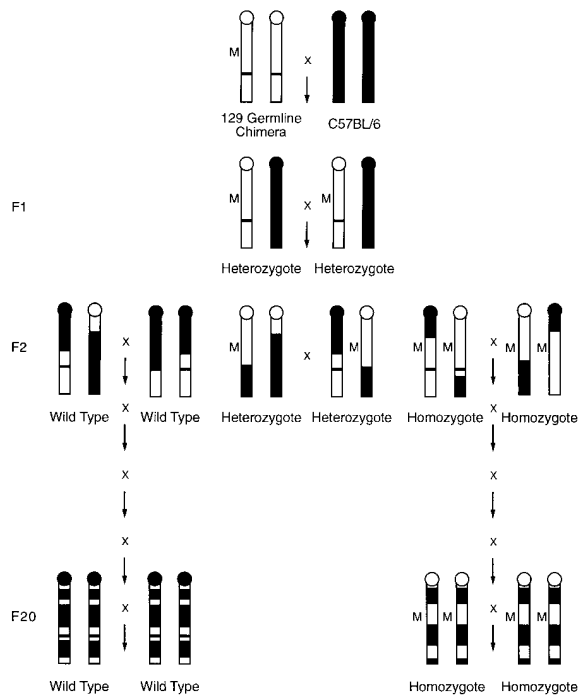 M
X
129 Germline
Chimera
C57BL/6
F1
M
X
M
Heterozygote
Heterozygote
F2
X
M
X
M
M
M
X
M
M
Wild Type
Wild Type
Heterozygote
Heterozygote
Homozygote
Homozygote
X
X
X
X
X
X
F20
X
M
M
X
M
M
Wild Type
Wild Type
Homozygote
Homozygote